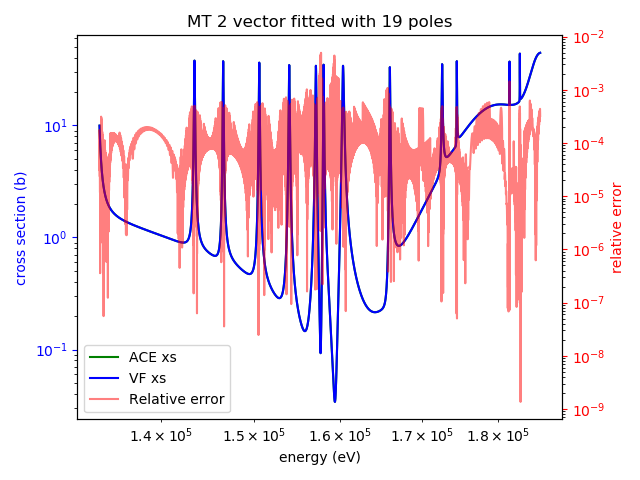 MT 2 vector fitted with 19 poles
cross section (b)
10¹
10⁰
10⁻¹
10⁻²
10⁻³
10⁻⁴
10⁻⁵
10⁻⁶
10⁻⁷
10⁻⁸
10⁻⁹
relative error
ACE xs
VF xs
Relative error
1.4 × 10⁵ 1.5 × 10⁵ 1.6 × 10⁵ 1.7 × 10⁵ 1.8 × 10⁵
energy (eV)